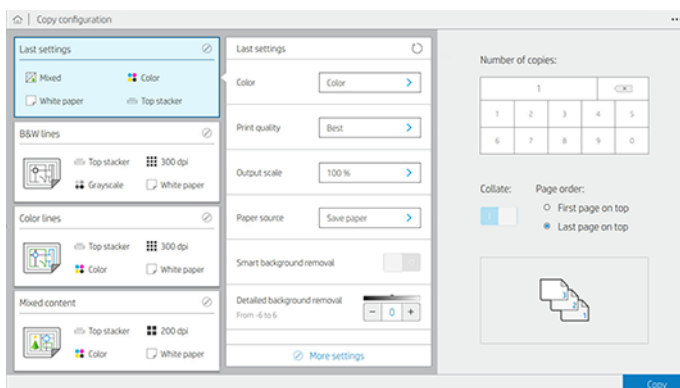 Copy configuration
Last settings
Mixed
Color
White paper
Top stacker
B&W lines
Top stacker
300 dpi
Grayscale
White paper
Color lines
Top stacker
300 dpi
Color
White paper
Mixed content
Top stacker
200 dpi
Color
White paper
Last settings
Color
Color
Print quality
Best
Output scale
100 %
Paper source
Save paper
Smart background removal
Detailed background removal
From -6 to 6
− 0 +
More settings
Number of copies:
1
1 2 3 4 5
6 7 8 9 0
Collate:
Page order:
First page on top
Last page on top
3
2
1
Copy